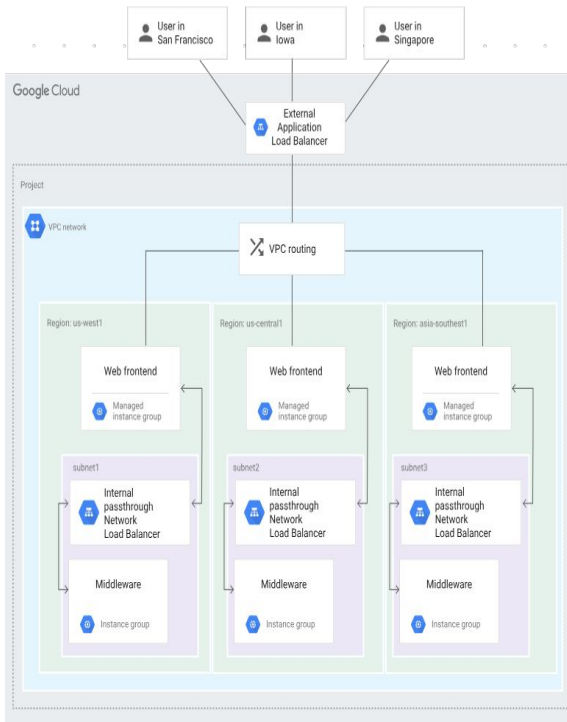 User in
San Francisco
User in
Iowa
User in
Singapore
Google Cloud
External
Application
Load Balancer
Project
VPC network
VPC routing
Region: us-west1
Region: us-central1
Region: asia-southest1
Web frontend
Managed
instance group
Web frontend
Managed
instance group
Web frontend
Managed
instance group
subnet1
subnet2
subnet3
Internal
passthrough
Network
Load Balancer
Internal
passthrough
Network
Load Balancer
Internal
passthrough
Network
Load Balancer
Middleware
Instance group
Middleware
Instance group
Middleware
Instance group